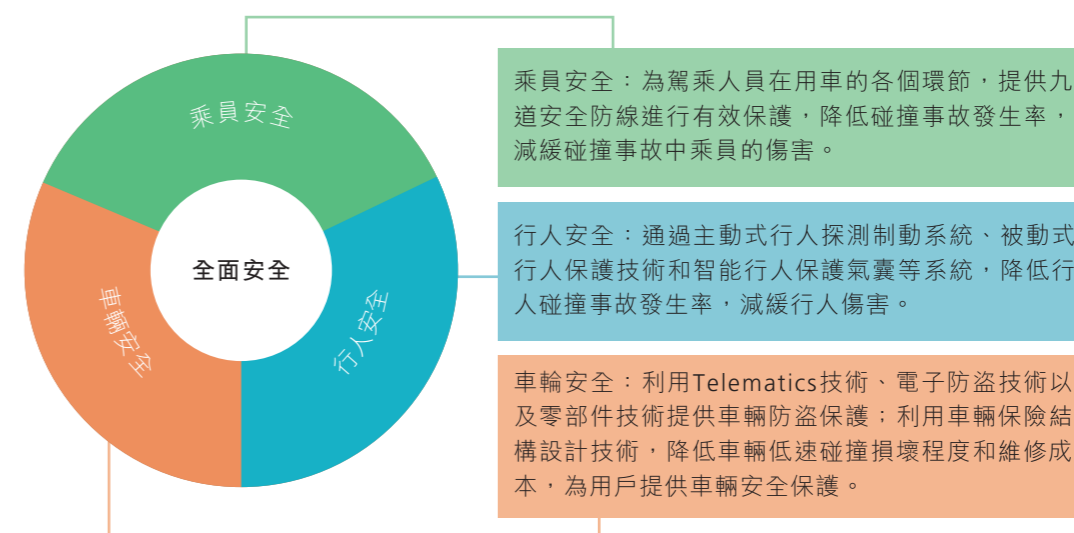 乘員安全
全面安全
車輛安全
行人安全
乘員安全：為駕乘人員在用車的各個環節，提供九
道安全防線進行有效保護，降低碰撞事故發生率，
減緩碰撞事故中乘員的傷害。
行人安全：通過主動式行人探測制動系統、被動式
行人保護技術和智能行人保護氣囊等系統，降低行
人碰撞事故發生率，減緩行人傷害。
車輪安全：利用Telematics技術、電子防盜技術以
及零部件技術提供車輛防盜保護；利用車輛保險結
構設計技術，降低車輛低速碰撞損壞程度和維修成
本，為用戶提供車輛安全保護。